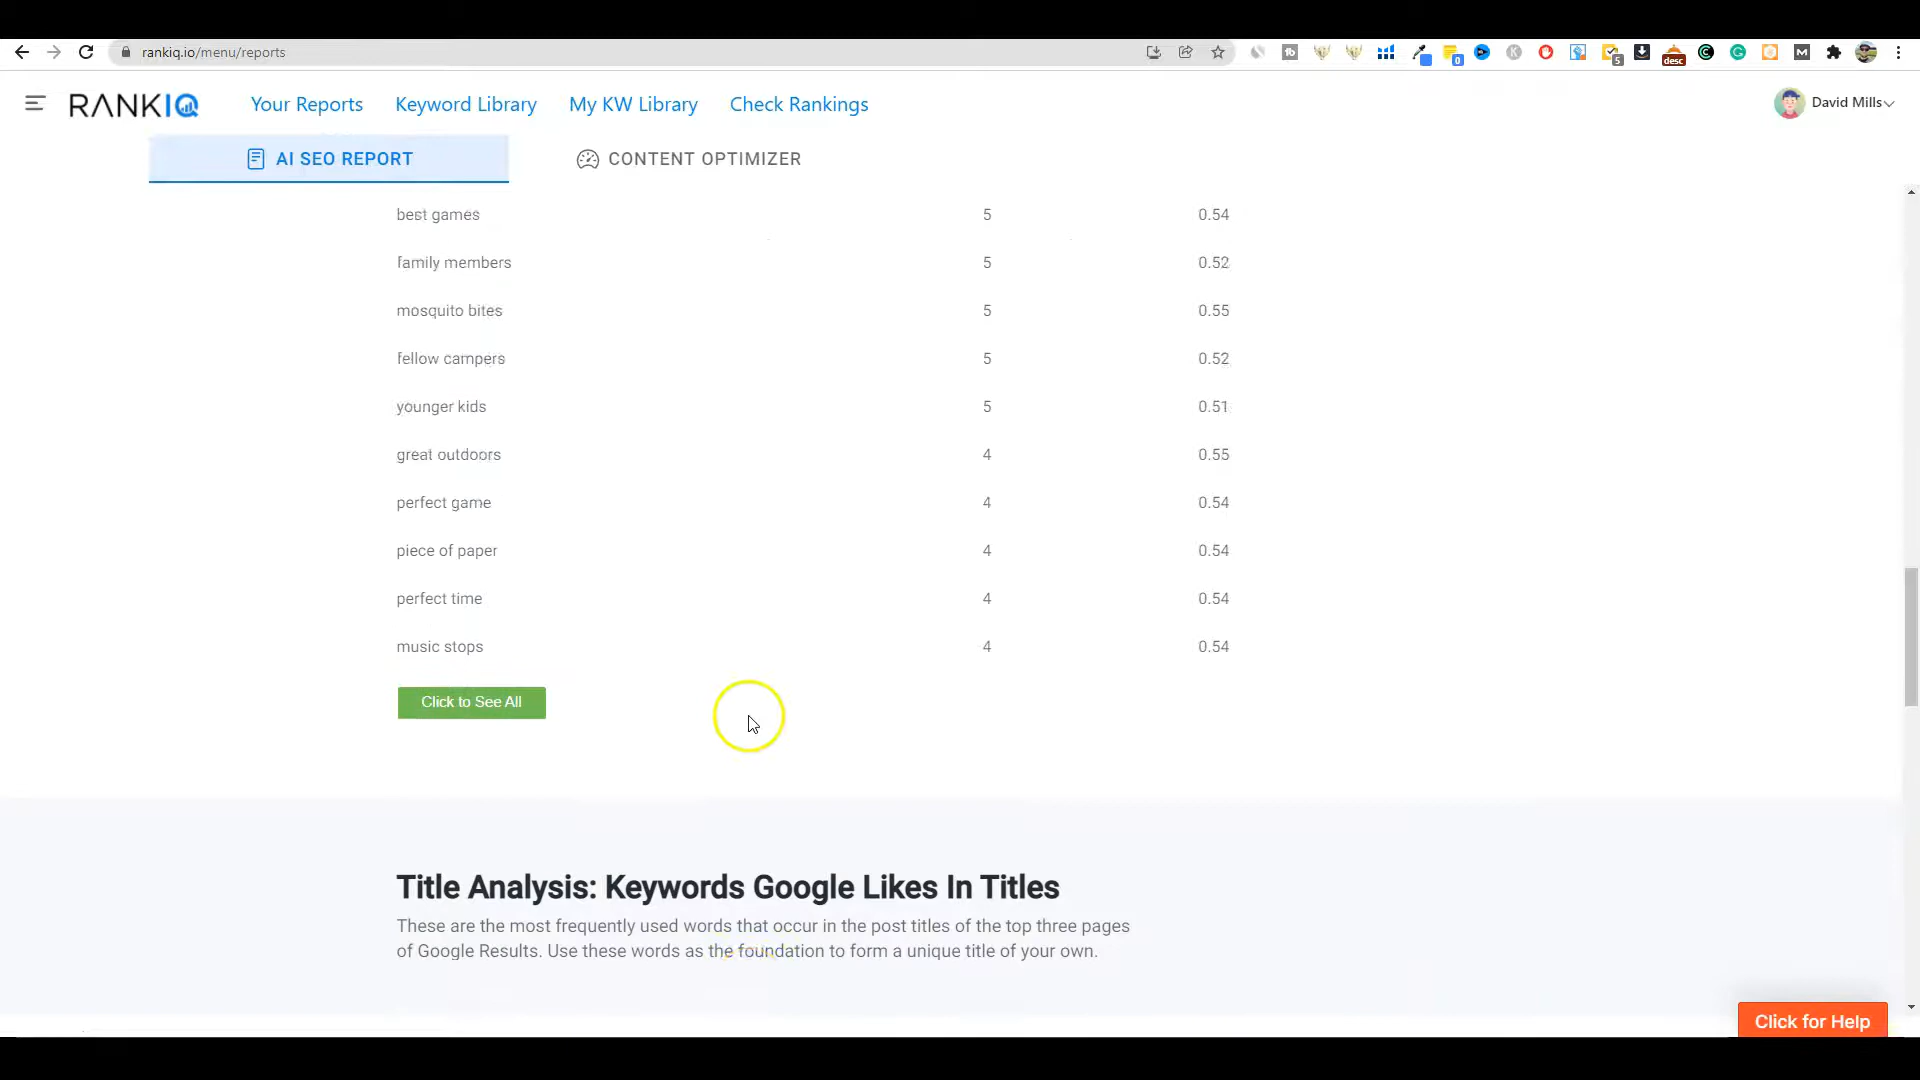 rankiq.io/menu/reports
0
5
desc
RANKIQ
Your Reports
Keyword Library
My KW Library
Check Rankings
David Mills
AI SEO REPORT
CONTENT OPTIMIZER
best games 5 0.54
family members 5 0.52
mosquito bites 5 0.55
fellow campers 5 0.52
younger kids 5 0.51
great outdoors 4 0.55
perfect game 4 0.54
piece of paper 4 0.54
perfect time 4 0.54
music stops 4 0.54
Click to See All
Title Analysis: Keywords Google Likes In Titles
These are the most frequently used words that occur in the post titles of the top three pages
of Google Results. Use these words as the foundation to form a unique title of your own.
Click for Help